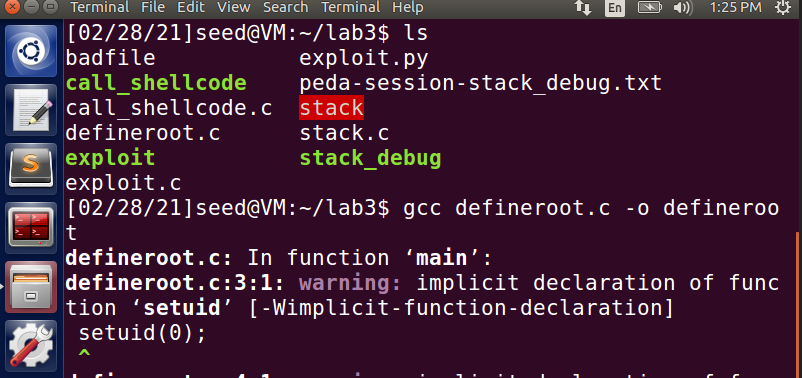 Terminal File Edit View Search Terminal Help En 1:25 PM
[02/28/21]seed@VM:~/lab3$ ls
badfile exploit.py
call_shellcode peda-session-stack_debug.txt
call_shellcode.c stack
defineroot.c stack.c
exploit stack_debug
exploit.c
[02/28/21]seed@VM:~/lab3$ gcc defineroot.c -o defineroo
t
defineroot.c: In function ‘main’:
defineroot.c:3:1: warning: implicit declaration of func
tion ‘setuid’ [-Wimplicit-function-declaration]
setuid(0);
^